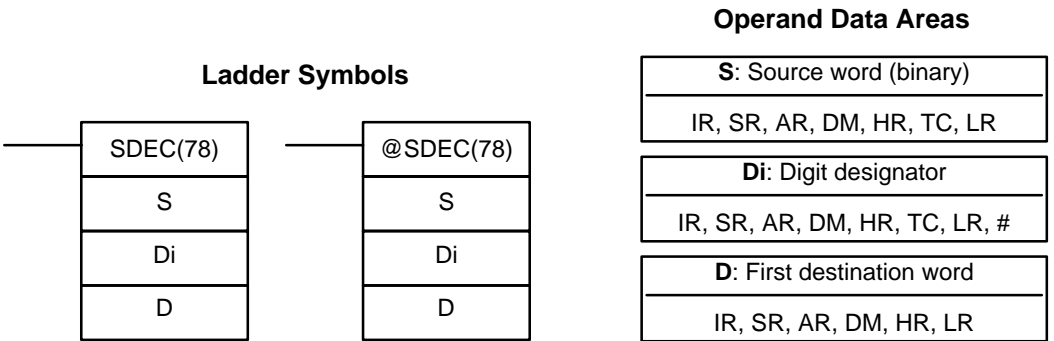 Ladder Symbols
SDEC(78)
S
Di
D
@SDEC(78)
S
Di
D
Operand Data Areas
S: Source word (binary)
IR, SR, AR, DM, HR, TC, LR
Di: Digit designator
IR, SR, AR, DM, HR, TC, LR, #
D: First destination word
IR, SR, AR, DM, HR, LR